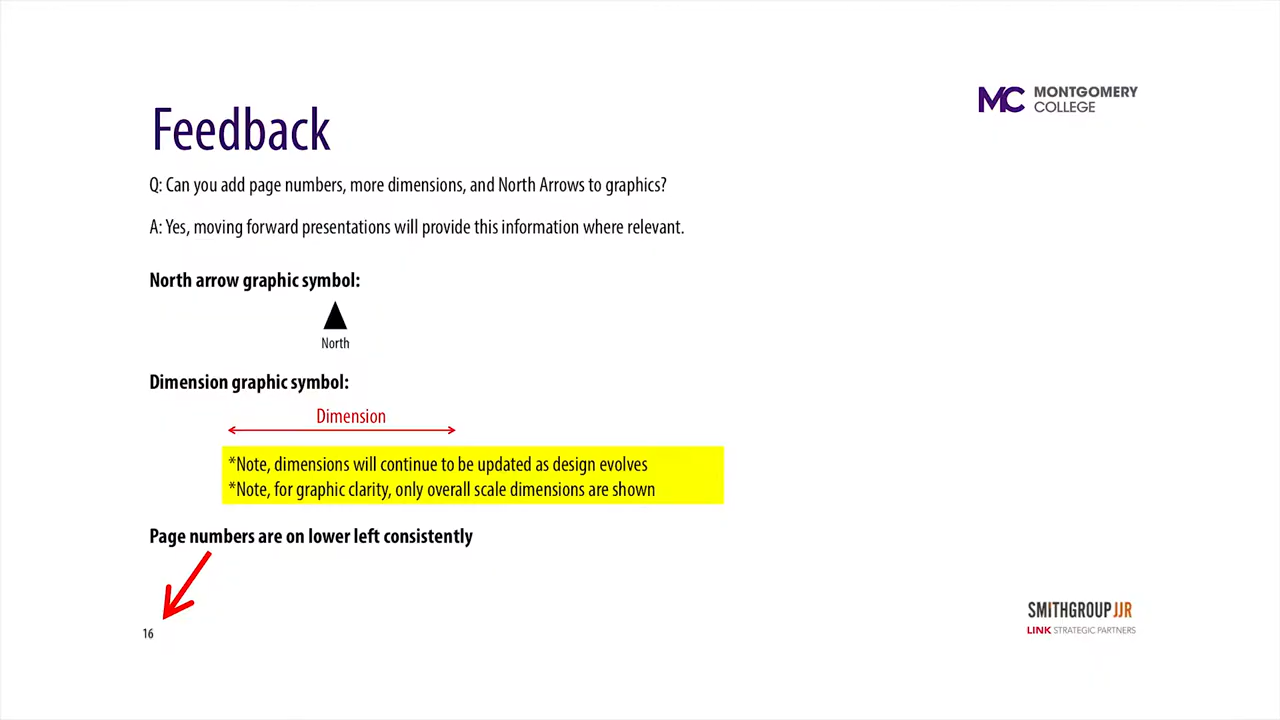 MC MONTGOMERY
COLLEGE
Feedback
Q: Can you add page numbers, more dimensions, and North Arrows to graphics?
A: Yes, moving forward presentations will provide this information where relevant.
North arrow graphic symbol:
North
Dimension graphic symbol:
Dimension
*Note, dimensions will continue to be updated as design evolves
*Note, for graphic clarity, only overall scale dimensions are shown
Page numbers are on lower left consistently
16
SMITHGROUP JJR
LINK STRATEGIC PARTNERS